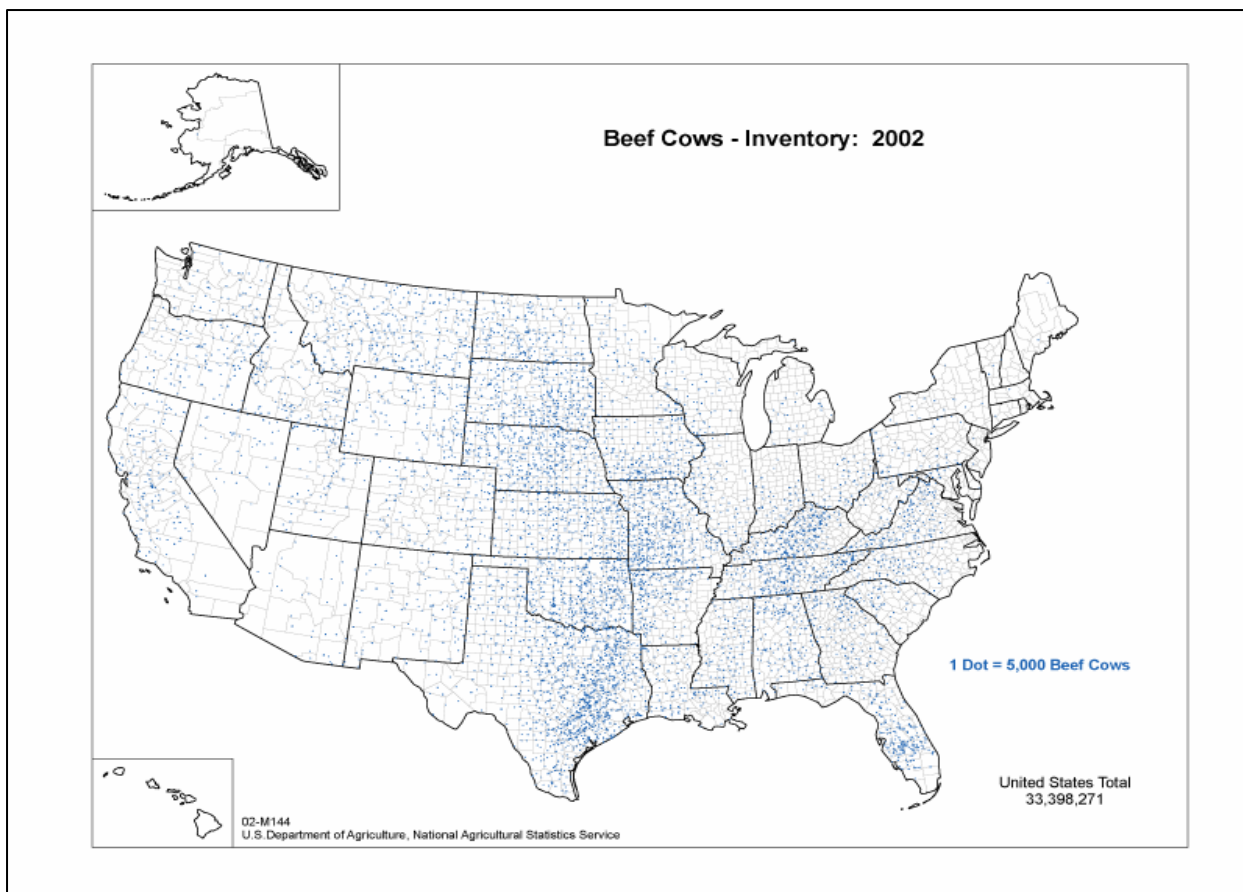 Beef Cows - Inventory: 2002
1 Dot = 5,000 Beef Cows
United States Total
33,398,271
02-M144
U.S.Department of Agriculture, National Agricultural Statistics Service